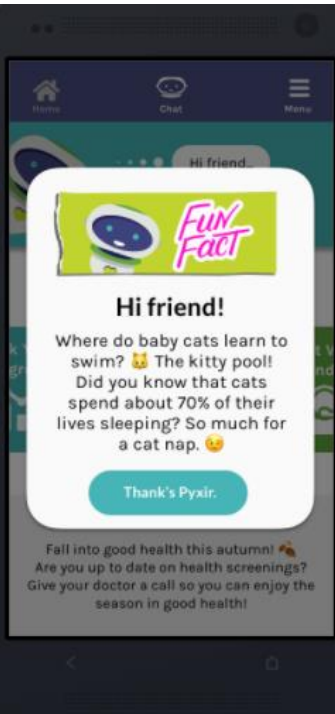 Home
Chat
Menu
Hi friend...
FUN
FACT
Hi friend!
Where do baby cats learn to
swim? 🐱 The kitty pool!
Did you know that cats
spend about 70% of their
lives sleeping? So much for
a cat nap. 😉
Thank's Pyxir.
Fall into good health this autumn! 🍂
Are you up to date on health screenings?
Give your doctor a call so you can enjoy the
season in good health!